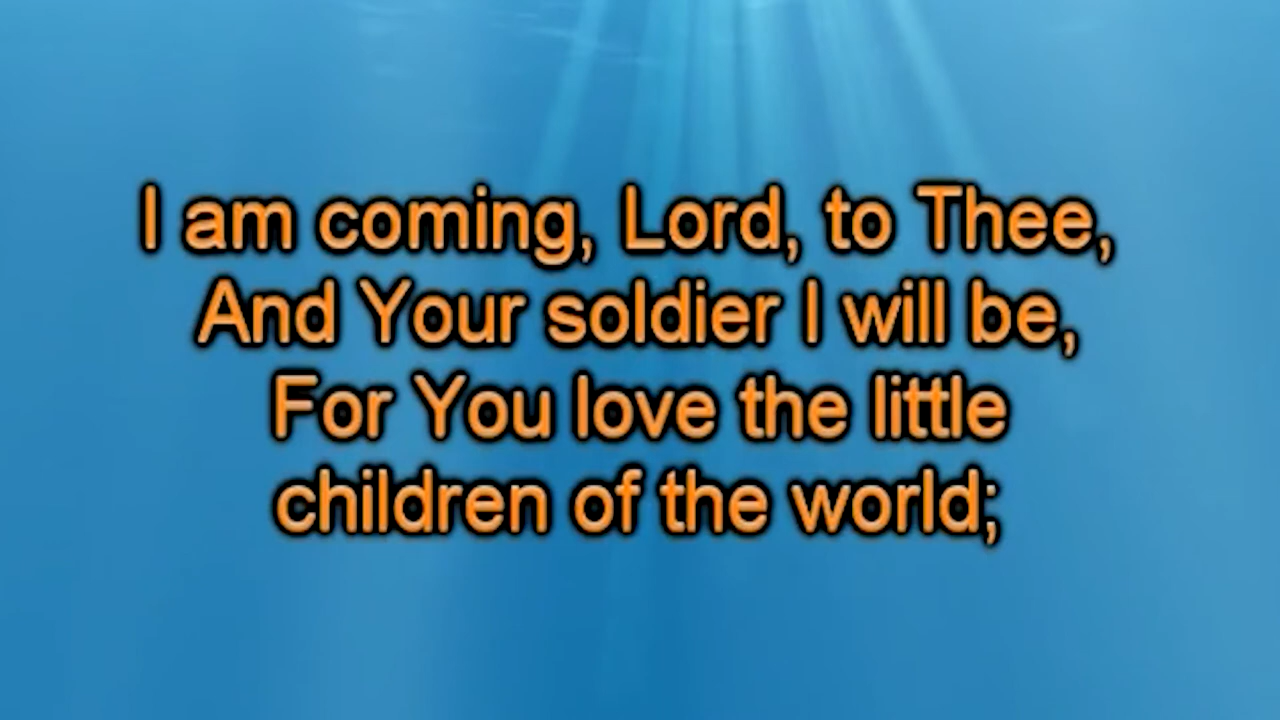 I am coming, Lord, to Thee,
And Your soldier I will be,
For You love the little
children of the world;